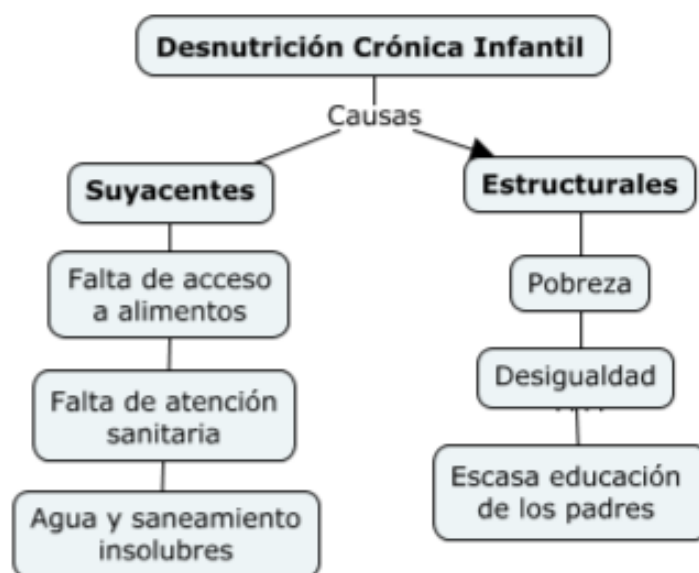 Desnutrición Crónica Infantil
Causas
Suyacentes
Falta de acceso
a alimentos
Falta de atención
sanitaria
Agua y saneamiento
insolubres
Estructurales
Pobreza
Desigualdad
Escasa educación
de los padres